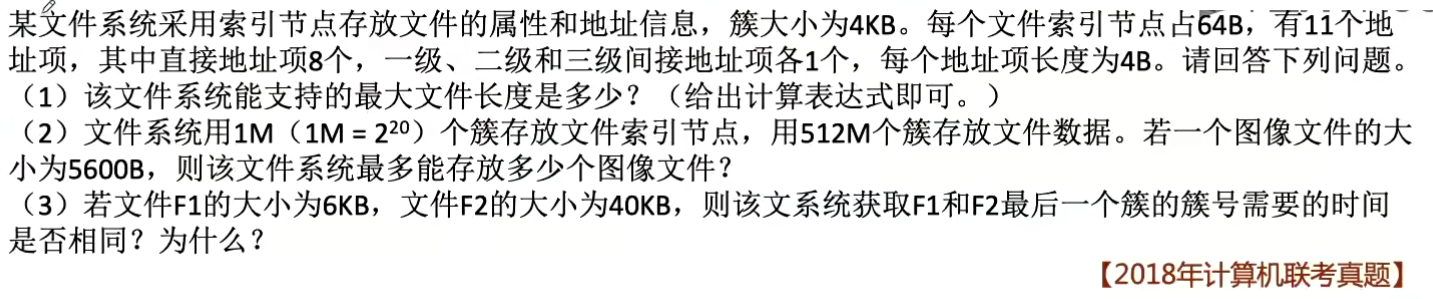 某文件系统采用索引节点存放文件的属性和地址信息，簇大小为4KB。每个文件索引节点占64B，有11个地
址项，其中直接地址项8个，一级、二级和三级间接地址项各1个，每个地址项长度为4B。请回答下列问题。
（1）该文件系统能支持的最大文件长度是多少？（给出计算表达式即可。）
（2）文件系统用1M（1M = 2²⁰）个簇存放文件索引节点，用512M个簇存放文件数据。若一个图像文件的大
小为5600B，则该文件系统最多能存放多少个图像文件？
（3）若文件F1的大小为6KB，文件F2的大小为40KB，则该文系统获取F1和F2最后一个簇的簇号需要的时间
是否相同？为什么？
【2018年计算机联考真题】